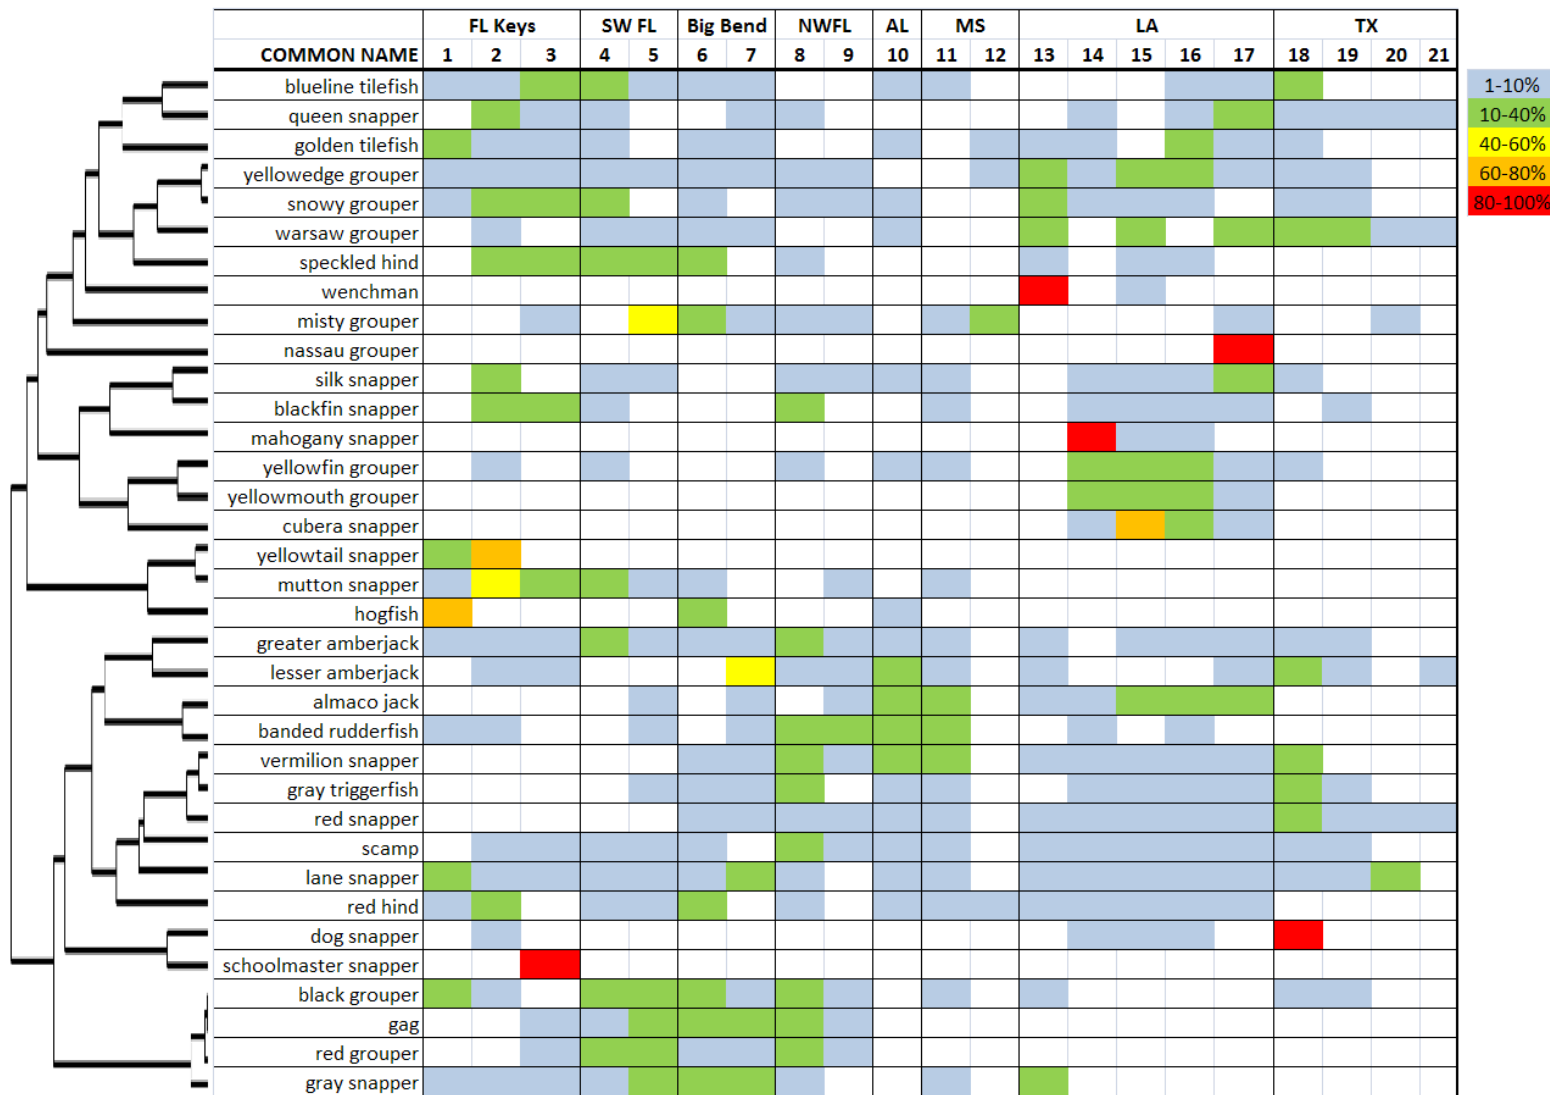 FL Keys SW FL Big Bend NWFL AL MS LA TX
COMMON NAME 1 2 3 4 5 6 7 8 9 10 11 12 13 14 15 16 17 18 19 20 21
blueline tilefish
queen snapper
golden tilefish
yellowedge grouper
snowy grouper
warsaw grouper
speckled hind
wenchman
misty grouper
nassau grouper
silk snapper
blackfin snapper
mahogany snapper
yellowfin grouper
yellowmouth grouper
cubera snapper
yellowtail snapper
mutton snapper
hogfish
greater amberjack
lesser amberjack
almaco jack
banded rudderfish
vermilion snapper
gray triggerfish
red snapper
scamp
lane snapper
red hind
dog snapper
schoolmaster snapper
black grouper
gag
red grouper
gray snapper
1-10%
10-40%
40-60%
60-80%
80-100%